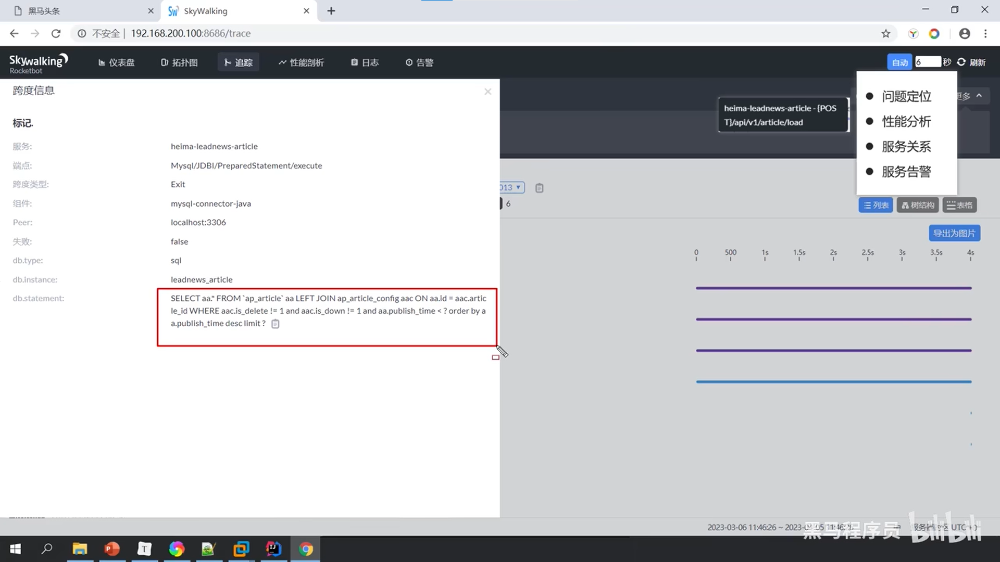 黑马头条
SkyWalking
不安全 | 192.168.200.100:8686/trace
Skywalking
Rocketbot
仪表盘
拓扑图
追踪
性能剖析
日志
告警
自动
6
秒
刷新
跨度信息
标记.
服务: heima-leadnews-article
端点: Mysql/JDBI/PreparedStatement/execute
跨度类型: Exit
组件: mysql-connector-java
Peer: localhost:3306
失败: false
db.type: sql
db.instance: leadnews_article
db.statement: SELECT aa.* FROM `ap_article` aa LEFT JOIN ap_article_config aac ON aa.id = aac.artic
le_id WHERE aac.is_delete != 1 and aac.is_down != 1 and aa.publish_time < ? order by a
a.publish_time desc limit ?
heima-leadnews-article - {POS
T}/api/v1/article/load
• 问题定位
• 性能分析
• 服务关系
• 服务告警
更多
013
6
列表
树结构
表格
导出为图片
0 500 1s 1.5s 2s 2.5s 3s 3.5s 4s
2023-03-06 11:46:26 ~
黑马程序员
bilibili